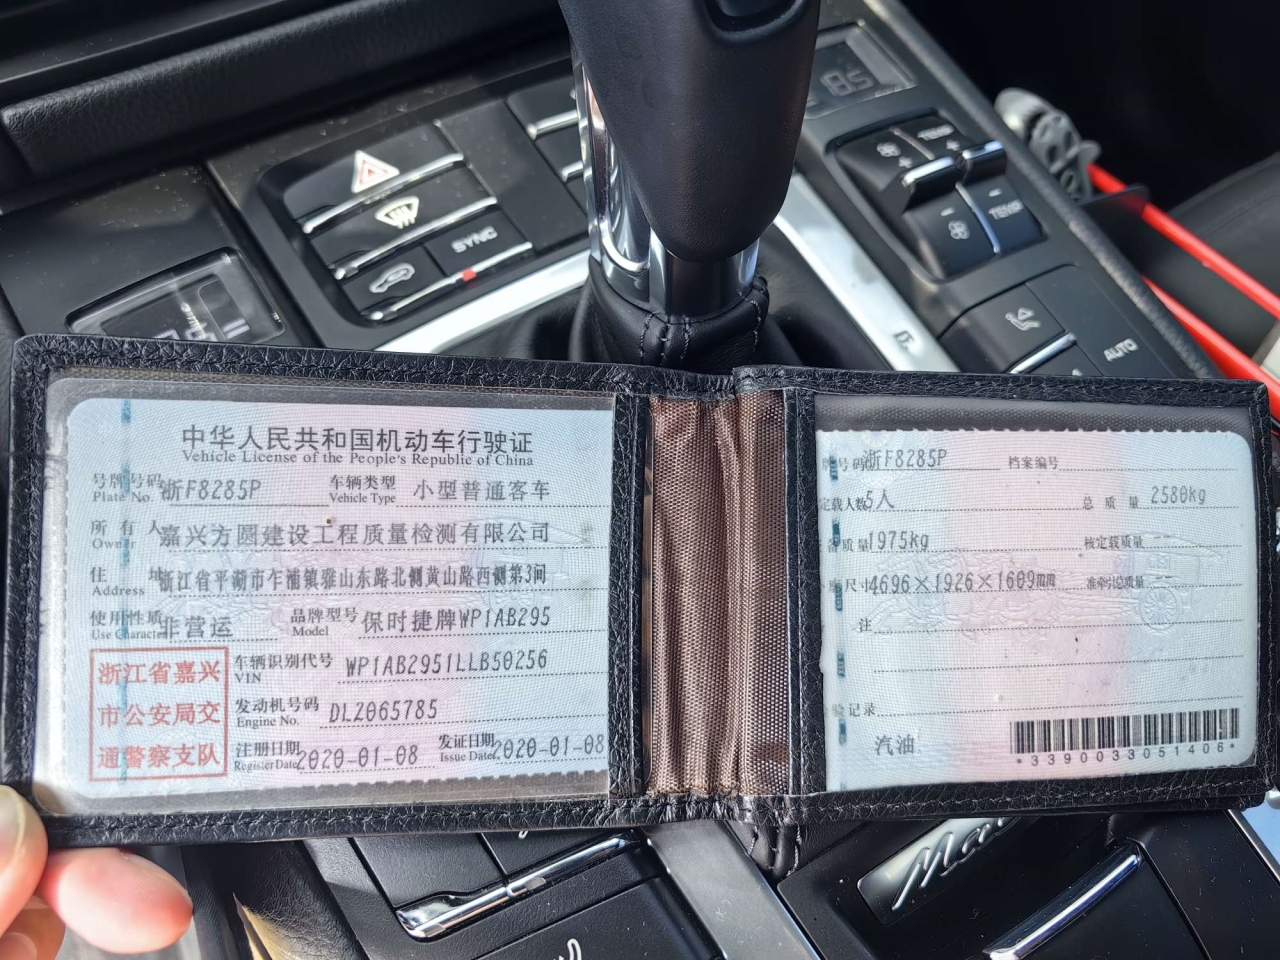 SYNC
85
TEMP
TEMP
AUTO
中华人民共和国机动车行驶证
Vehicle License of the People's Republic of China
号牌号码 浙F8285P 车辆类型 小型普通客车
Plate No. Vehicle Type
所有人 嘉兴方圆建设工程质量检测有限公司
Owner
住址 浙江省平湖市乍浦镇雅山东路北侧黄山路西侧第3间
Address
使用性质 非营运 品牌型号 保时捷牌WP1AB295
Use Character Model
车辆识别代号 WP1AB2951LLB50256
VIN
发动机号码 DL2065785
Engine No.
注册日期 2020-01-08 发证日期 2020-01-08
Register Date Issue Date
浙江省嘉兴
市公安局交
通警察支队
牌号码 浙F8285P 档案编号
定载人数 5人 总质量 2580kg
备质量 1975kg 核定载质量
廓尺寸 4696×1926×1609mm 准牵引总质量
注
验记录
汽油
*3390033051406*